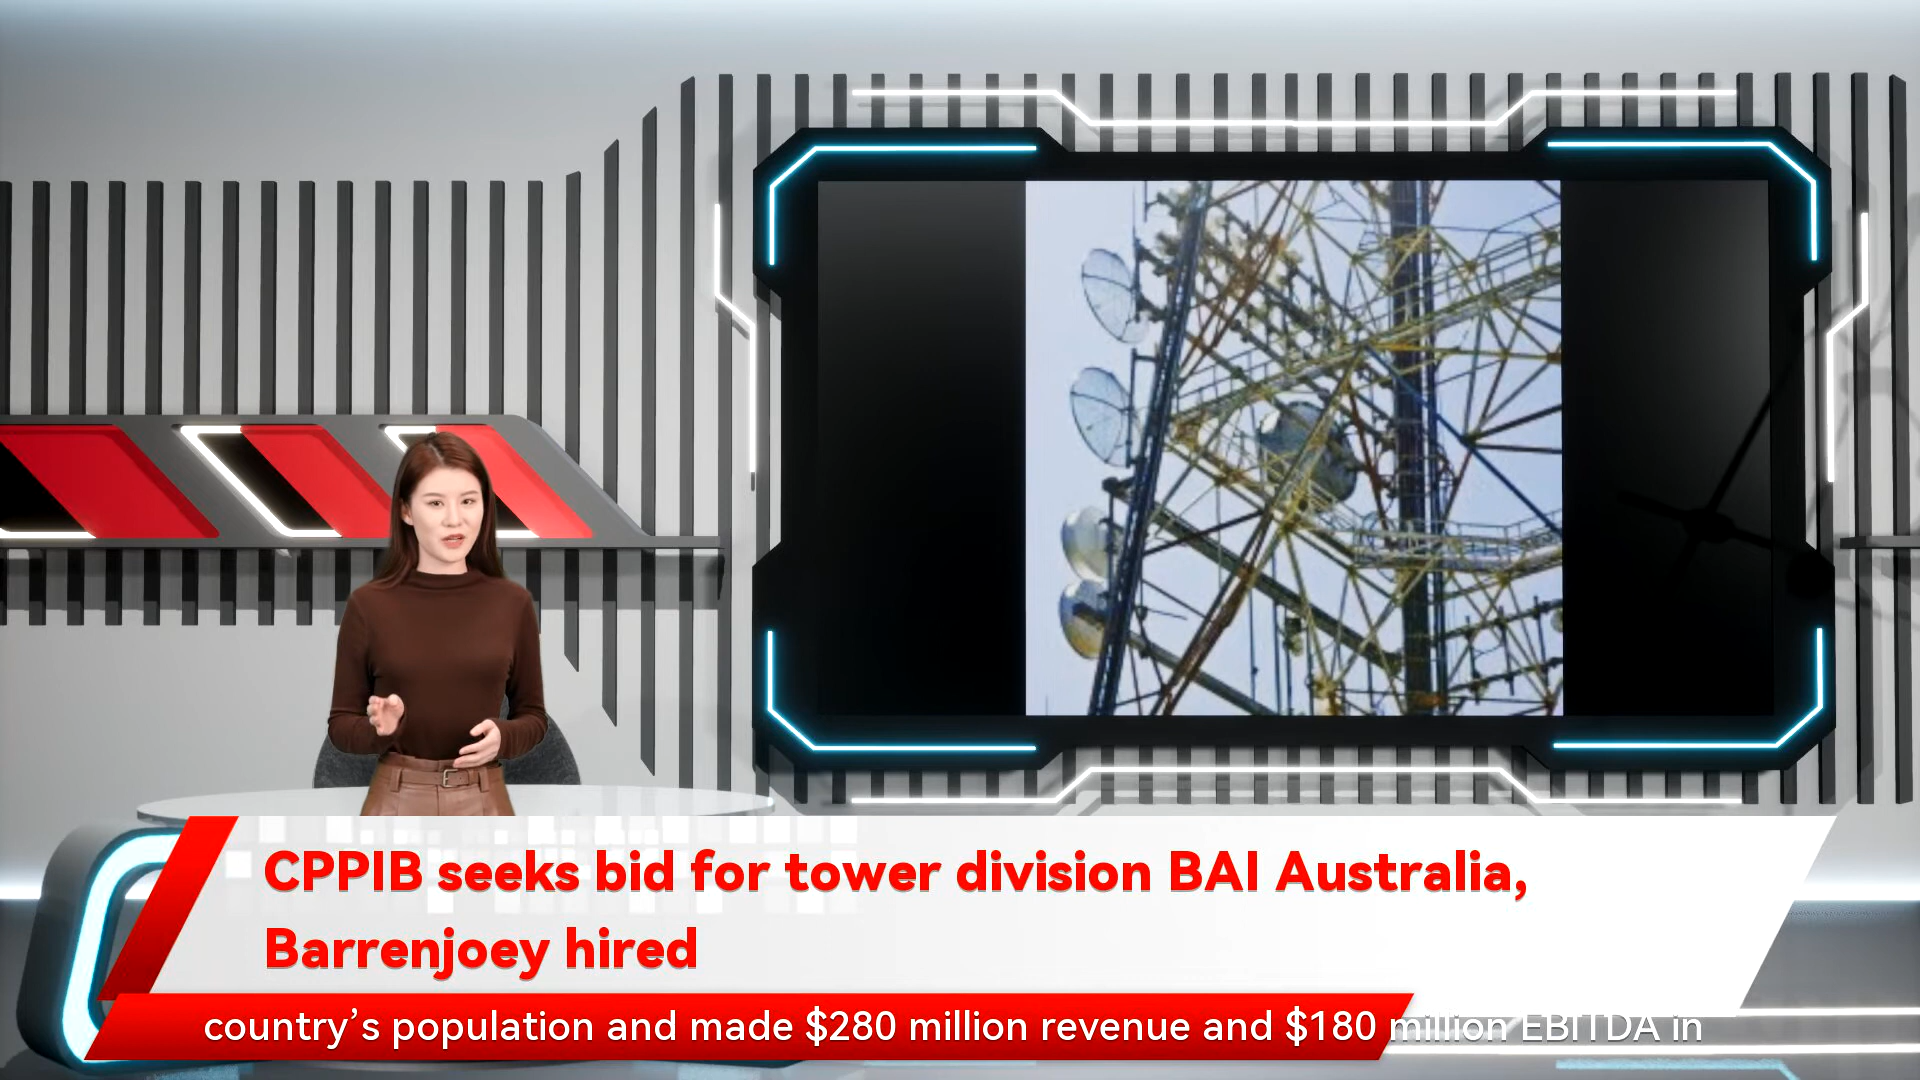 CPPIB seeks bid for tower division BAI Australia,
Barrenjoey hired
country’s population and made $280 million revenue and $180 million EBITDA in